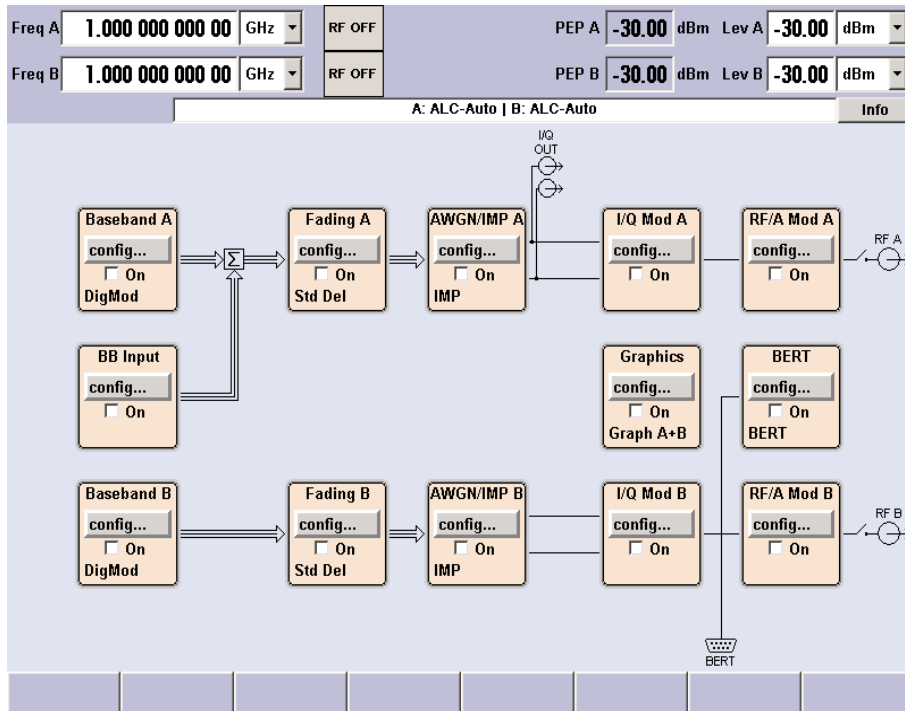 Freq A 1.000 000 000 00 GHz RF OFF PEP A -30.00 dBm Lev A -30.00 dBm
Freq B 1.000 000 000 00 GHz RF OFF PEP B -30.00 dBm Lev B -30.00 dBm
A: ALC-Auto | B: ALC-Auto Info
I/Q
OUT
Baseband A
config...
On
DigMod
Σ
Fading A
config...
On
Std Del
AWGN/IMP A
config...
On
IMP
I/Q Mod A
config...
On
RF/A Mod A
config...
On
RF A
BB Input
config...
On
Graphics
config...
On
Graph A+B
BERT
config...
On
BERT
Baseband B
config...
On
DigMod
Fading B
config...
On
Std Del
AWGN/IMP B
config...
On
IMP
I/Q Mod B
config...
On
RF/A Mod B
config...
On
RF B
BERT